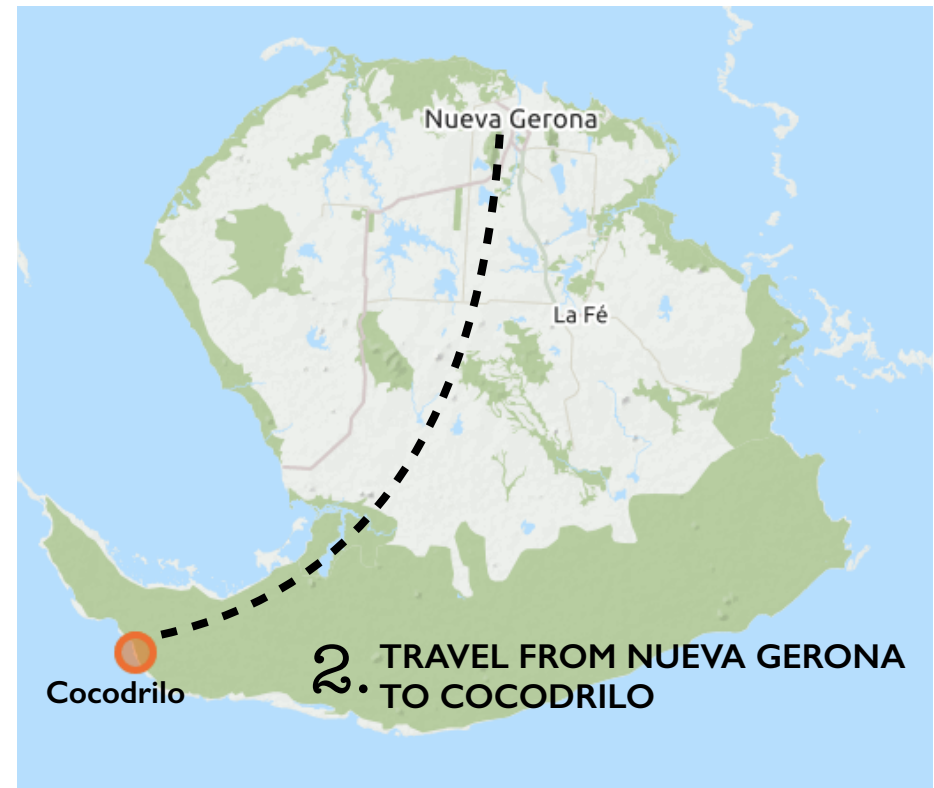 Nueva Gerona
La Fé
Cocodrilo
2. TRAVEL FROM NUEVA GERONA
TO COCODRILO